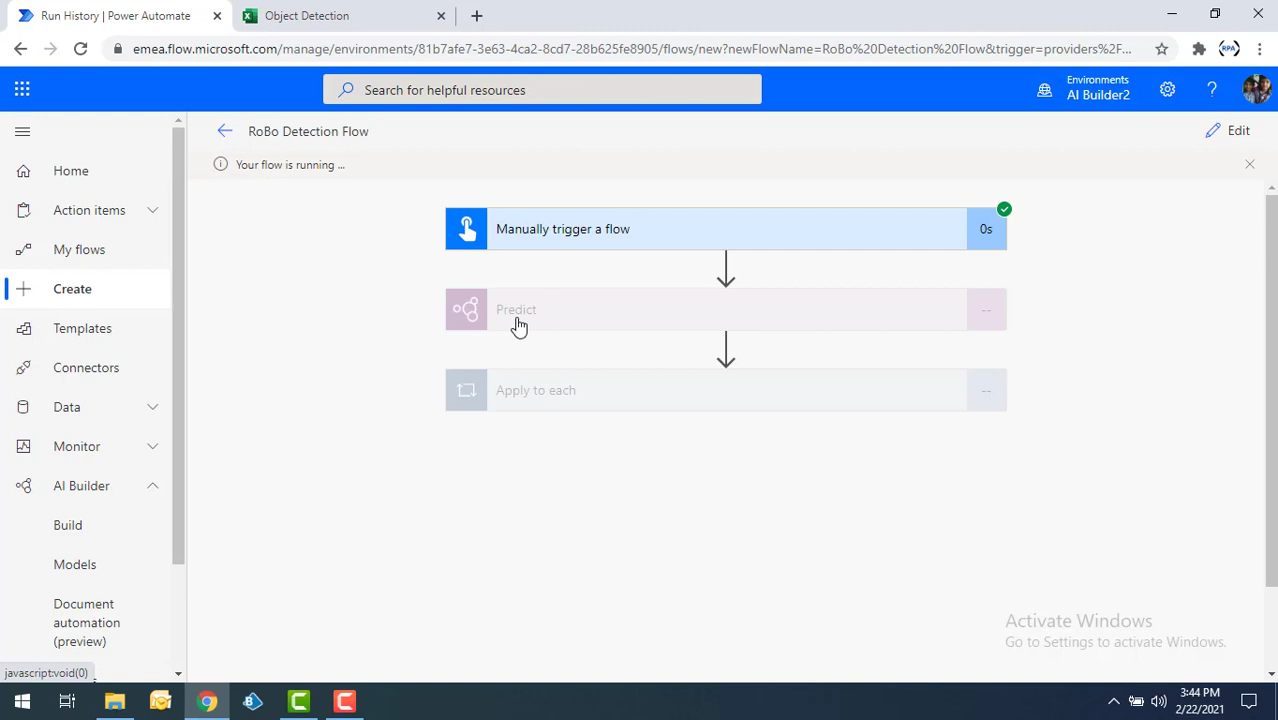 Run History | Power Automate
Object Detection
emea.flow.microsoft.com/manage/environments/81b7afe7-3e63-4ca2-8cd7-28b625fe8905/flows/new?newFlowName=RoBo%20Detection%20Flow&trigger=providers%2F...
RPA
Search for helpful resources
Environments
AI Builder2
RoBo Detection Flow
Edit
Your flow is running ...
Home
Action items
My flows
Create
Templates
Connectors
Data
Monitor
AI Builder
Build
Models
Document
automation
(preview)
Manually trigger a flow
0s
Predict
--
Apply to each
--
Activate Windows
Go to Settings to activate Windows.
javascript:void(0)
3:44 PM
2/22/2021